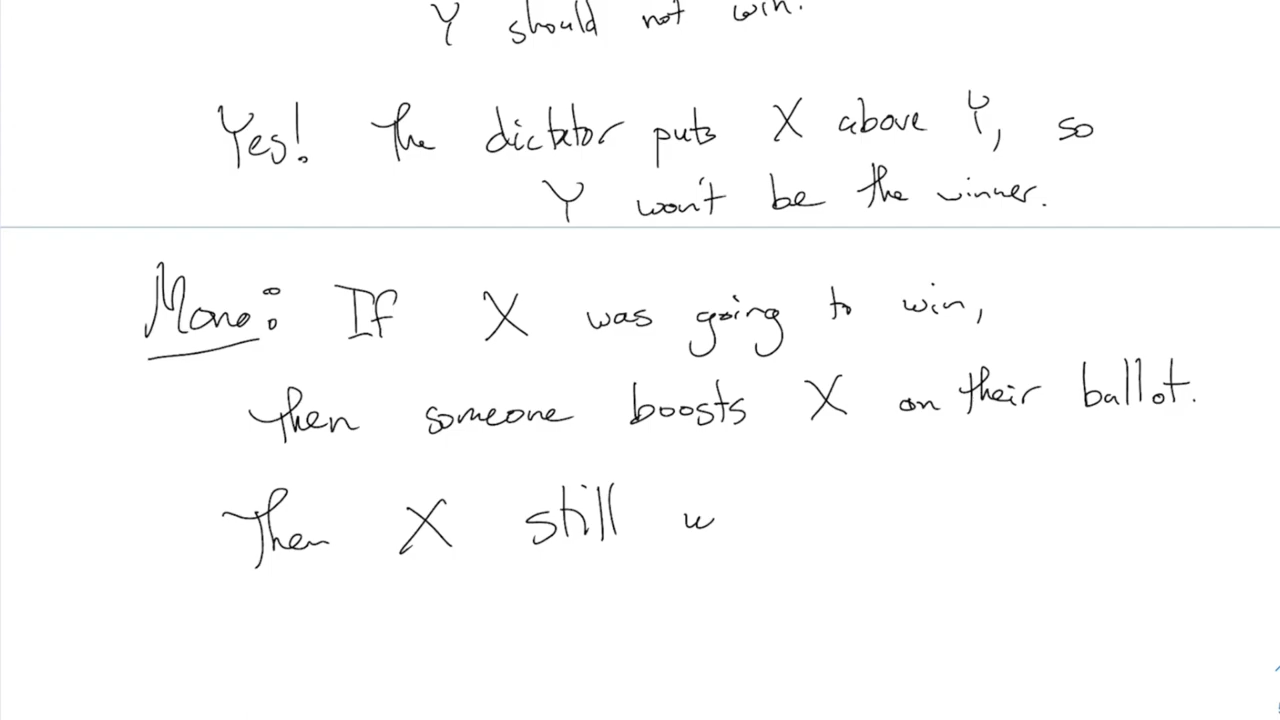 Y should not win.
Yes! The dictator puts X above Y, so
Y won't be the winner.
Mono: If X was going to win,
then someone boosts X on their ballot.
Then X still w